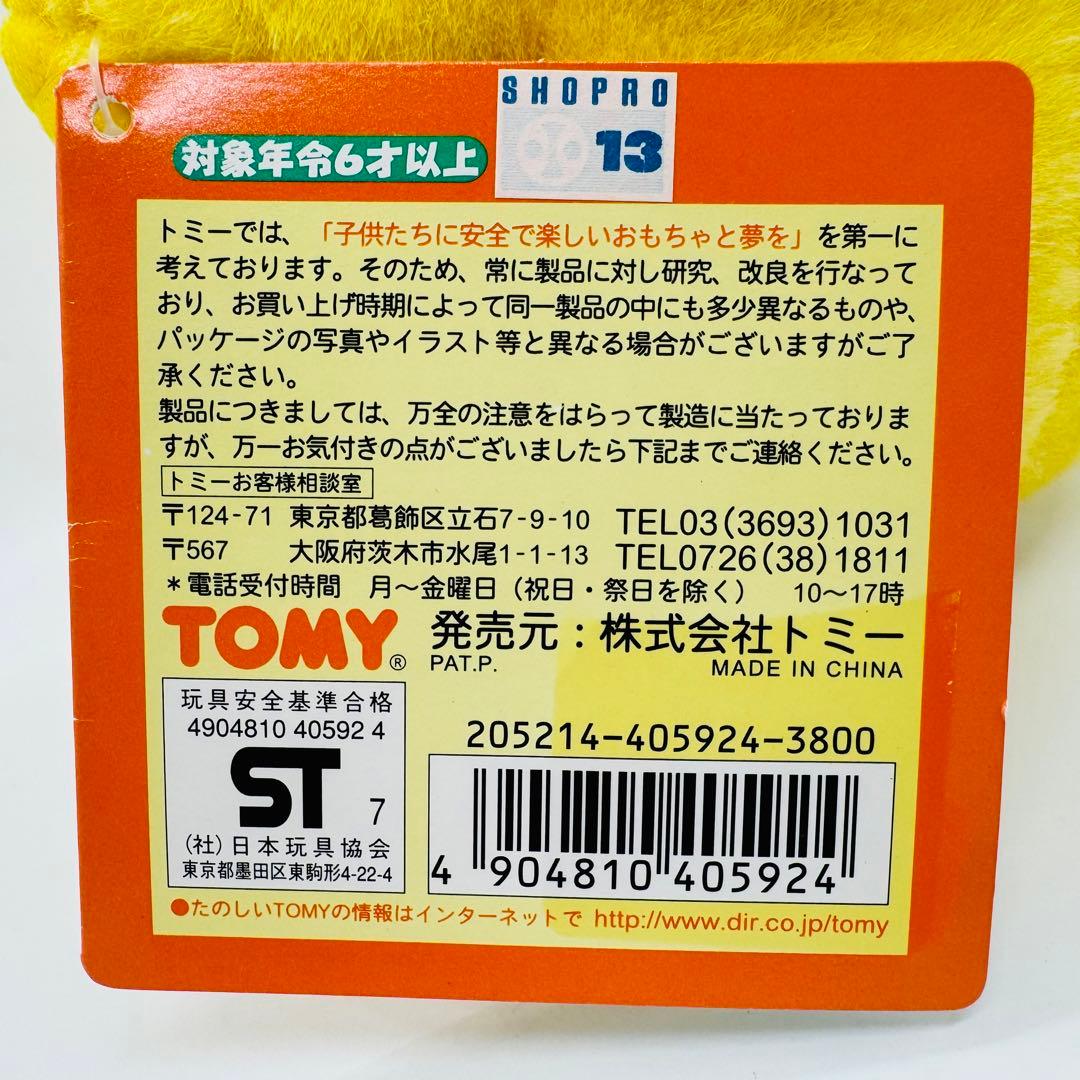 SHOPRO
13
対象年令6才以上
トミーでは、「子供たちに安全で楽しいおもちゃと夢を」を第一に
考えております。そのため、常に製品に対し研究、改良を行なって
おり、お買い上げ時期によって同一製品の中にも多少異なるものや、
パッケージの写真やイラスト等と異なる場合がございますがご了
承ください。
製品につきましては、万全の注意をはらって製造に当たっておりま
すが、万一お気付きの点がございましたら下記までご連絡ください。
トミーお客様相談室
〒124-71 東京都葛飾区立石7-9-10 TEL03(3693)1031
〒567 大阪府茨木市水尾1-1-13 TEL0726(38)1811
*電話受付時間 月〜金曜日（祝日・祭日を除く） 10〜17時
TOMY® 発売元：株式会社トミー
PAT.P. MADE IN CHINA
玩具安全基準合格
4904810 40592 4
ST 7
(社)日本玩具協会
東京都墨田区東駒形4-22-4
205214-405924-3800
4 904810 405924
●たのしいTOMYの情報はインターネットで http://www.dir.co.jp/tomy